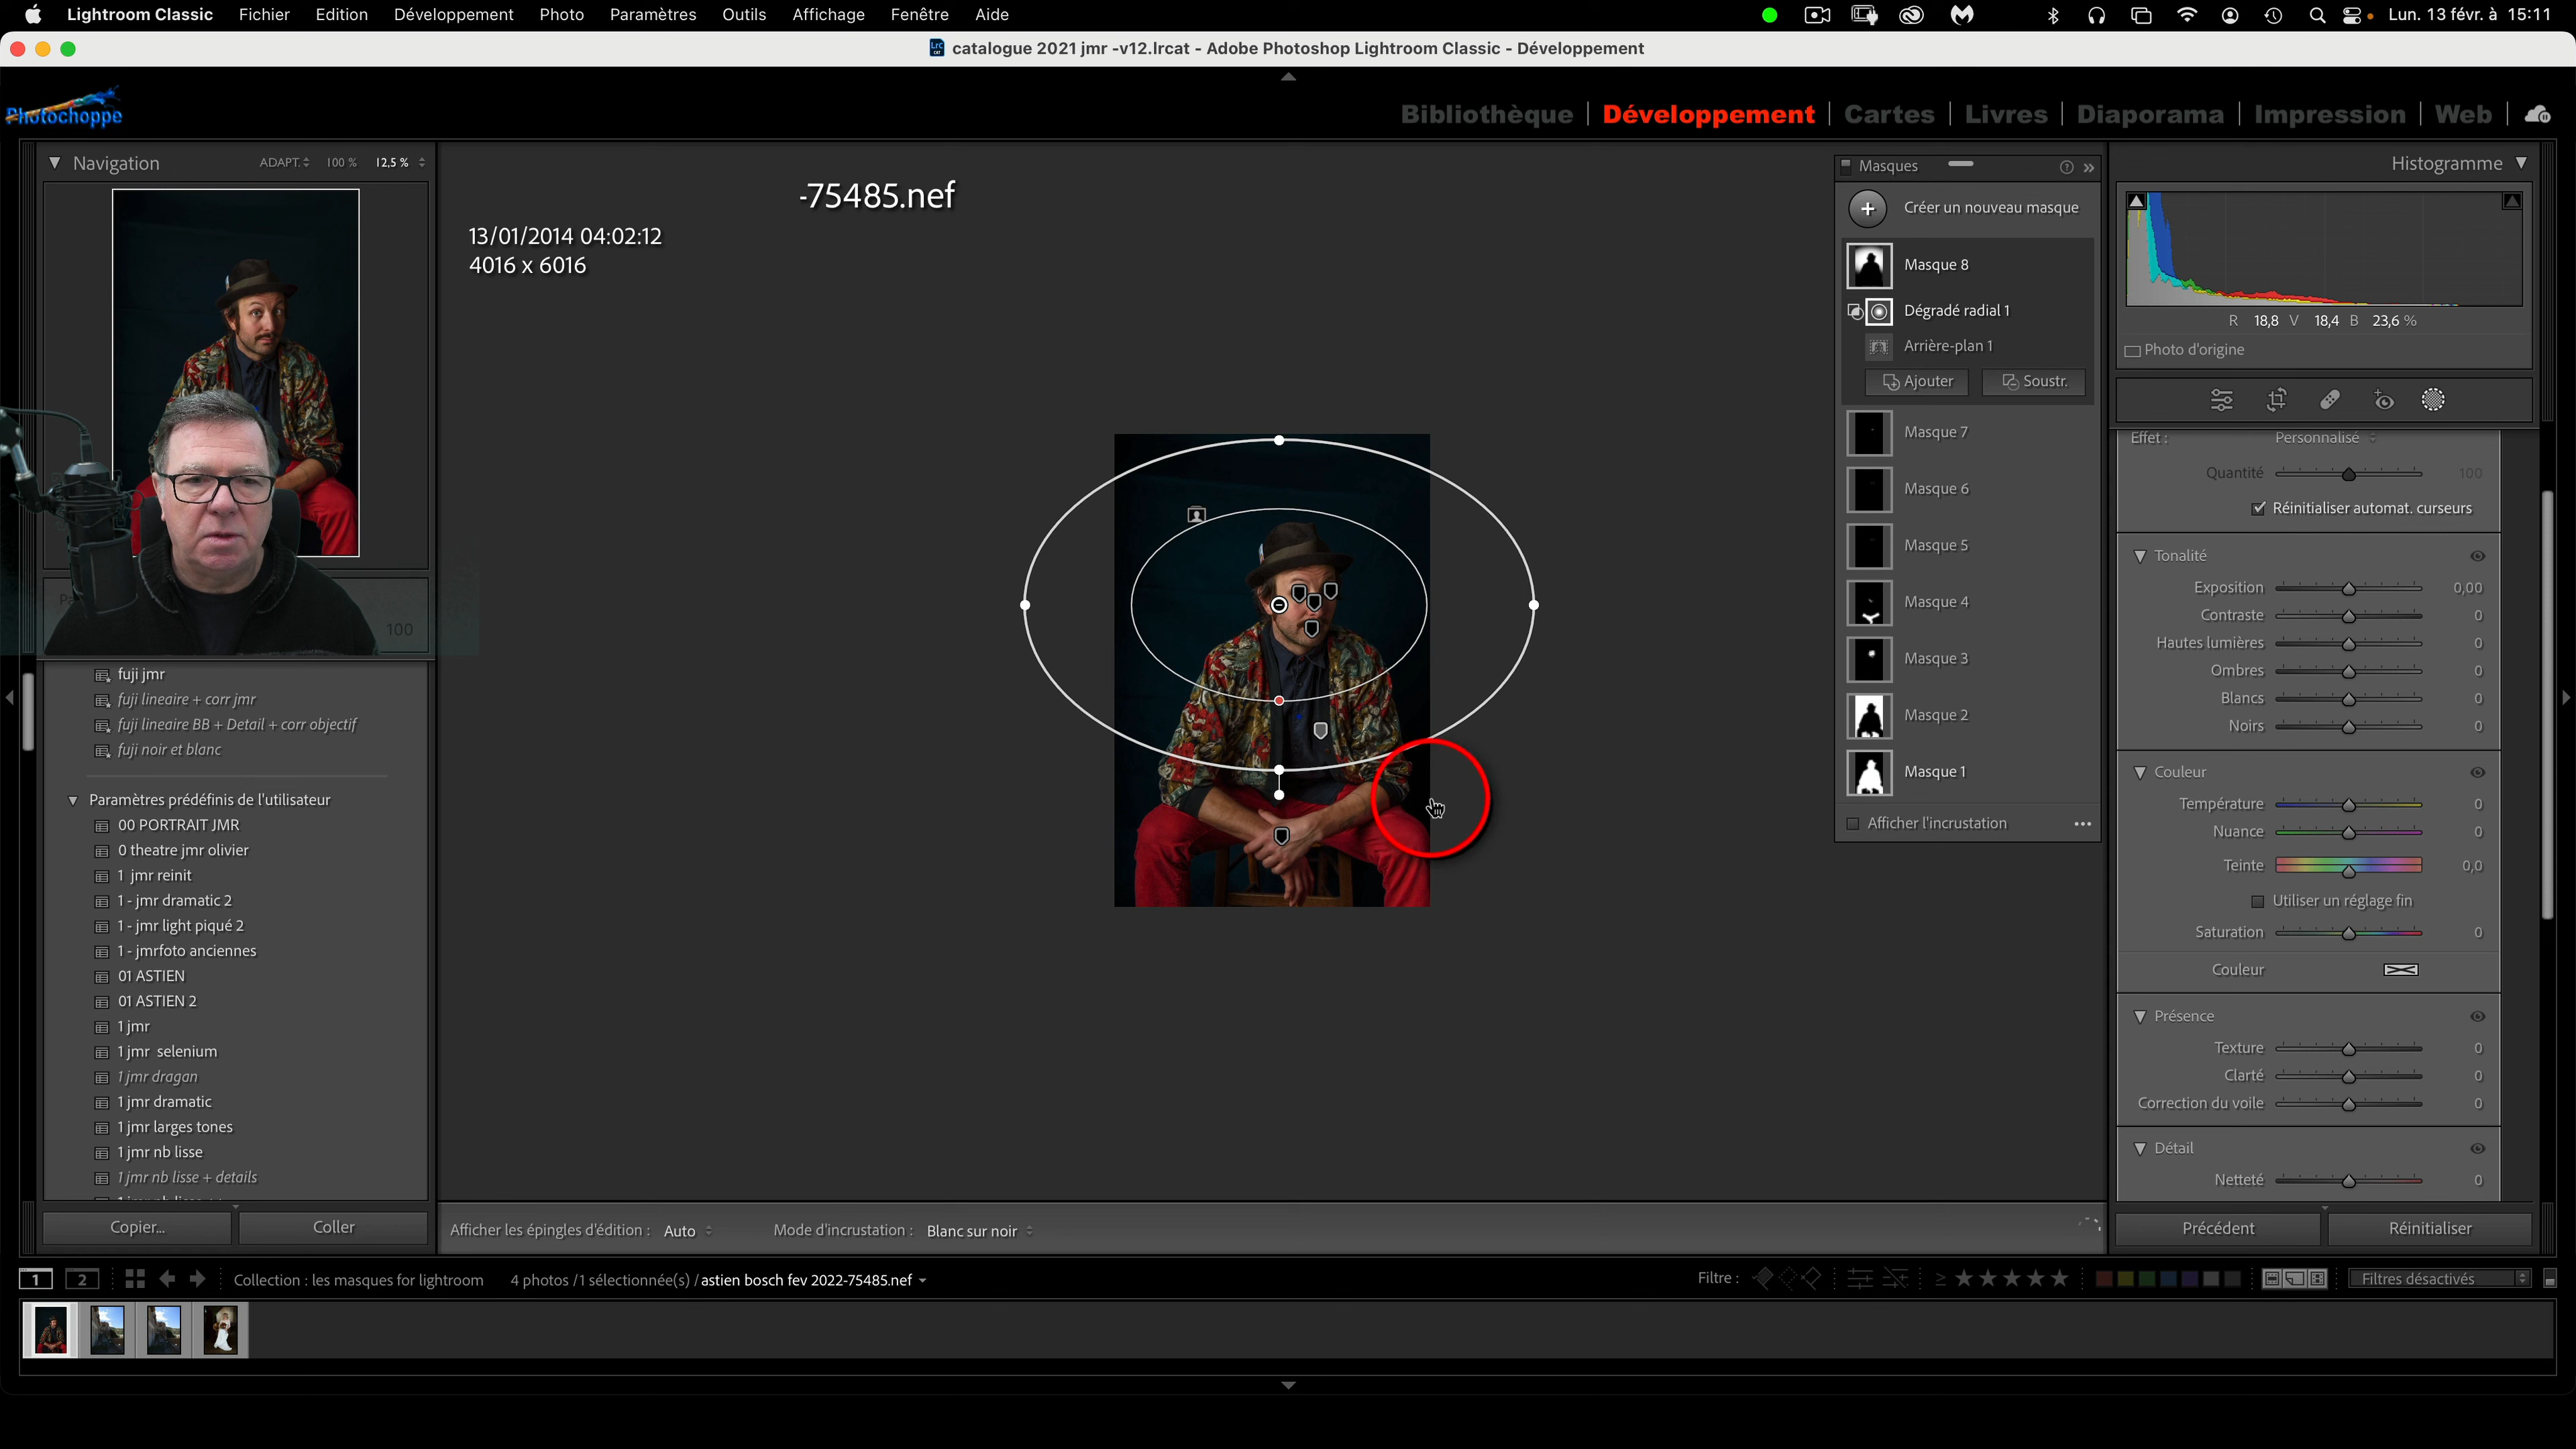 Lightroom Classic Fichier Edition Développement Photo Paramètres Outils Affichage Fenêtre Aide Lun. 13 févr. à 15:11
catalogue 2021 jmr -v12.lrcat - Adobe Photoshop Lightroom Classic - Développement
Photochoppe
Bibliothèque Développement Cartes Livres Diaporama Impression Web
Navigation ADAPT. 100 % 12,5 %
100
fuji jmr
fuji lineaire + corr jmr
fuji lineaire BB + Detail + corr objectif
fuji noir et blanc
Paramètres prédéfinis de l'utilisateur
00 PORTRAIT JMR
0 theatre jmr olivier
1 jmr reinit
1 - jmr dramatic 2
1 - jmr light piqué 2
1 - jmrfoto anciennes
01 ASTIEN
01 ASTIEN 2
1 jmr
1 jmr selenium
1 jmr dragan
1 jmr dramatic
1 jmr larges tones
1 jmr nb lisse
1 jmr nb lisse + details
Copier... Coller
-75485.nef
13/01/2014 04:02:12
4016 x 6016
Masques
Créer un nouveau masque
Masque 8
Dégradé radial 1
Arrière-plan 1
Ajouter Soustr.
Masque 7
Masque 6
Masque 5
Masque 4
Masque 3
Masque 2
Masque 1
Afficher l'incrustation
Histogramme
R 18,8 V 18,4 B 23,6 %
Photo d'origine
Effet : Personnalisé
Quantité 100
Réinitialiser automat. curseurs
Tonalité
Exposition 0,00
Contraste 0
Hautes lumières 0
Ombres 0
Blancs 0
Noirs 0
Couleur
Température 0
Nuance 0
Teinte 0,0
Utiliser un réglage fin
Saturation 0
Couleur
Présence
Texture 0
Clarté 0
Correction du voile 0
Détail
Netteté 0
Précédent Réinitialiser
Afficher les épingles d'édition : Auto Mode d'incrustation : Blanc sur noir
1 2 Collection : les masques for lightroom 4 photos /1 sélectionnée(s) /astien bosch fev 2022-75485.nef Filtre : ≥ Filtres désactivés